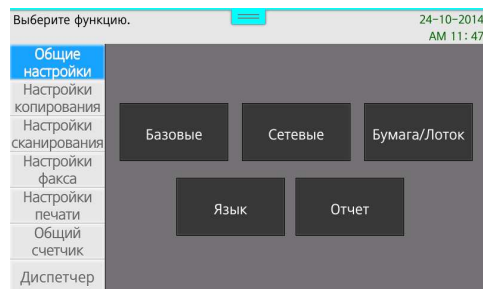 Выберите функцию.
24-10-2014
AM 11:47
Общие
настройки
Настройки
копирования
Настройки
сканирования
Настройки
факса
Настройки
печати
Общий
счетчик
Диспетчер
Базовые
Сетевые
Бумага/Лоток
Язык
Отчет